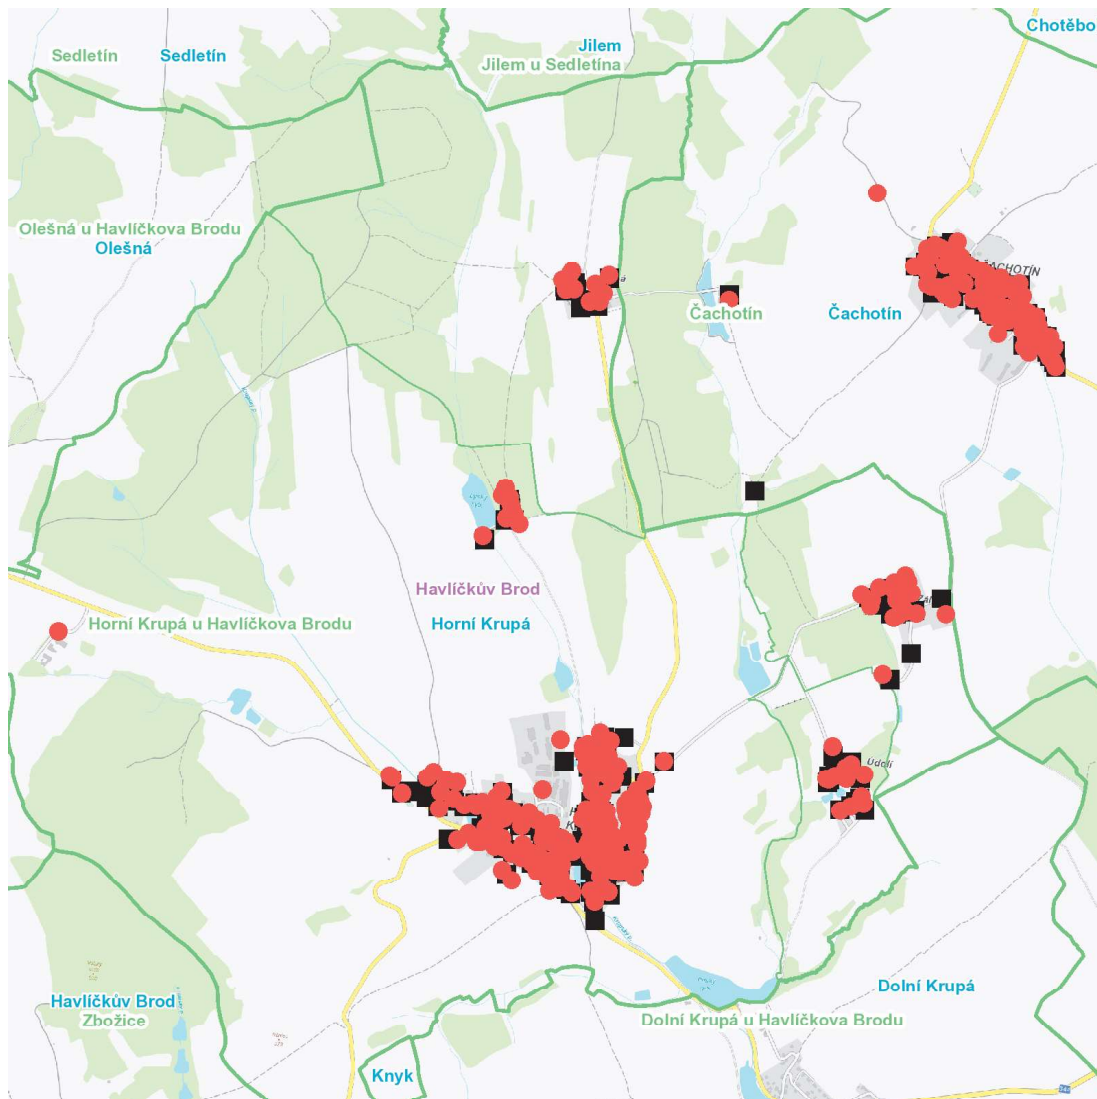 Chotěbo
Jilem
Sedletín
Sedletín
Jilem u Sedletína
Olešná u Havlíčkova Brodu
Olešná
ČACHOTÍN
Čachotín
Čachotín
Havlíčkův Brod
Horní Krupá u Havlíčkova Brodu
Horní Krupá
Údolí
Dolní Krupá
Havlíčkův Brod
Zbožice
Dolní Krupá u Havlíčkova Brodu
Knyk